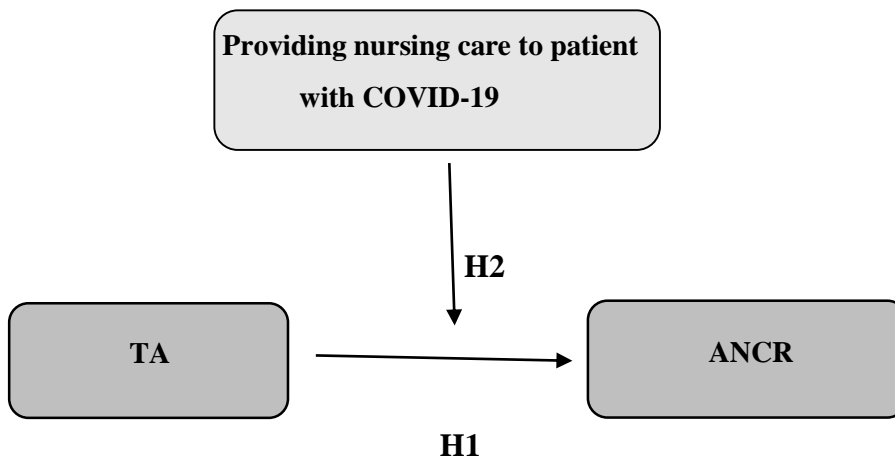 Providing nursing care to patient
with COVID-19
H2
TA
ANCR
H1